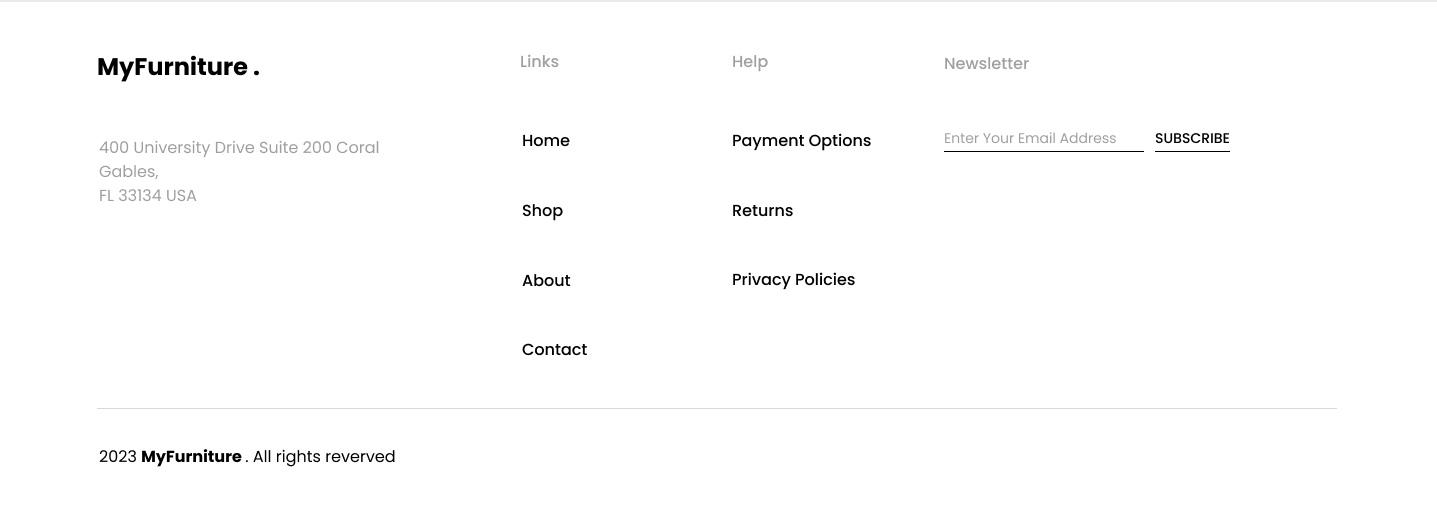 MyFurniture .
400 University Drive Suite 200 Coral
Gables,
FL 33134 USA
Links
Home
Shop
About
Contact
Help
Payment Options
Returns
Privacy Policies
Newsletter
Enter Your Email Address
SUBSCRIBE
2023 MyFurniture . All rights reverved